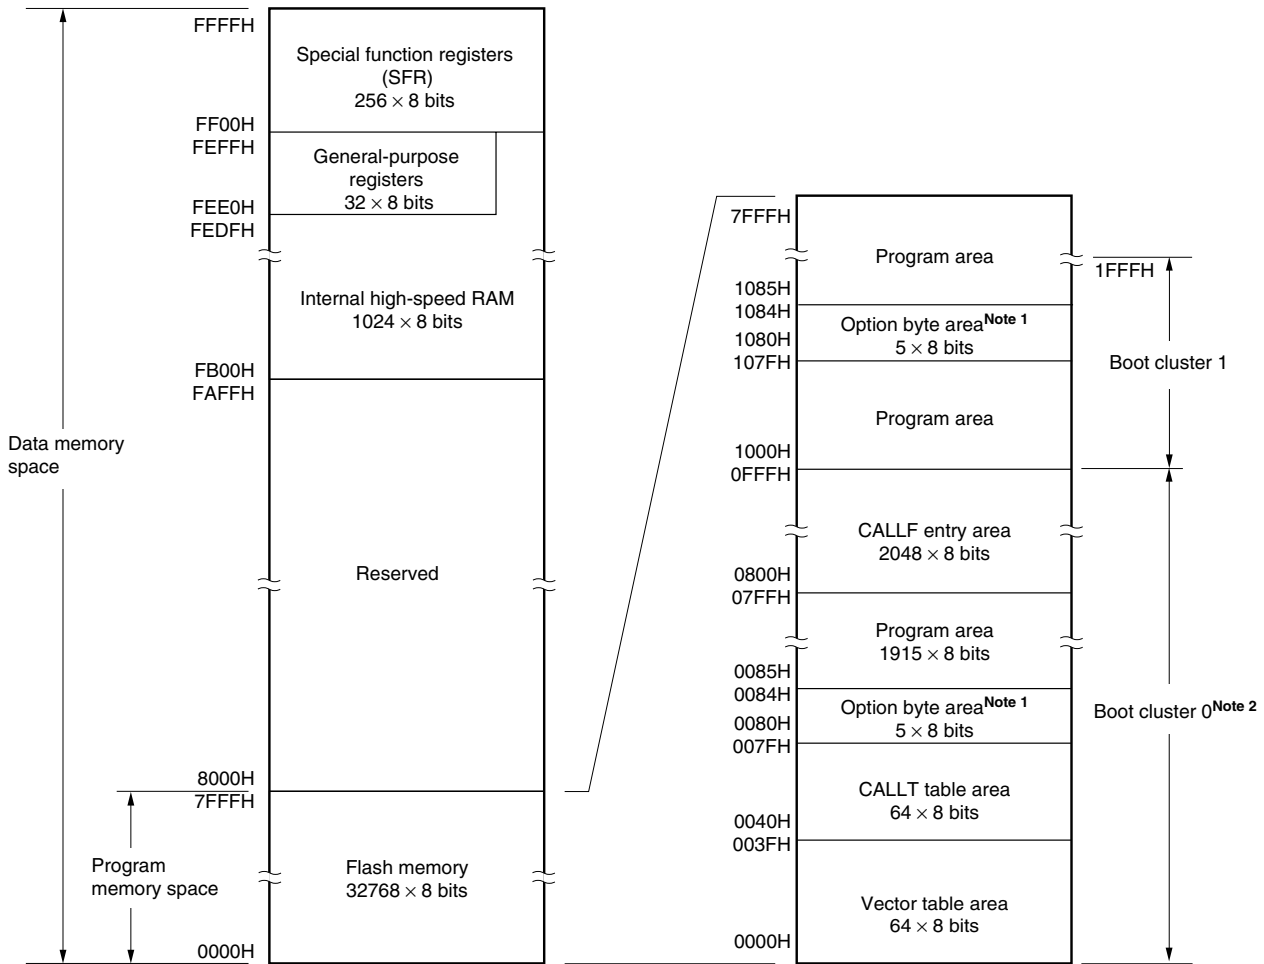 FFFFH
Special function registers
(SFR)
256 × 8 bits
FF00H
FEFFH
General-purpose
registers
32 × 8 bits
FEE0H
FEDFH
Internal high-speed RAM
1024 × 8 bits
FB00H
FAFFH
Data memory
space
Reserved
8000H
7FFFH
Program
memory space
Flash memory
32768 × 8 bits
0000H
7FFFH
Program area
1FFFH
1085H
1084H
Option byte area Note 1
5 × 8 bits
1080H
107FH
Boot cluster 1
Program area
1000H
0FFFH
CALLF entry area
2048 × 8 bits
0800H
07FFH
Program area
1915 × 8 bits
0085H
0084H
Option byte area Note 1
5 × 8 bits
Boot cluster 0 Note 2
0080H
007FH
CALLT table area
64 × 8 bits
0040H
003FH
Vector table area
64 × 8 bits
0000H